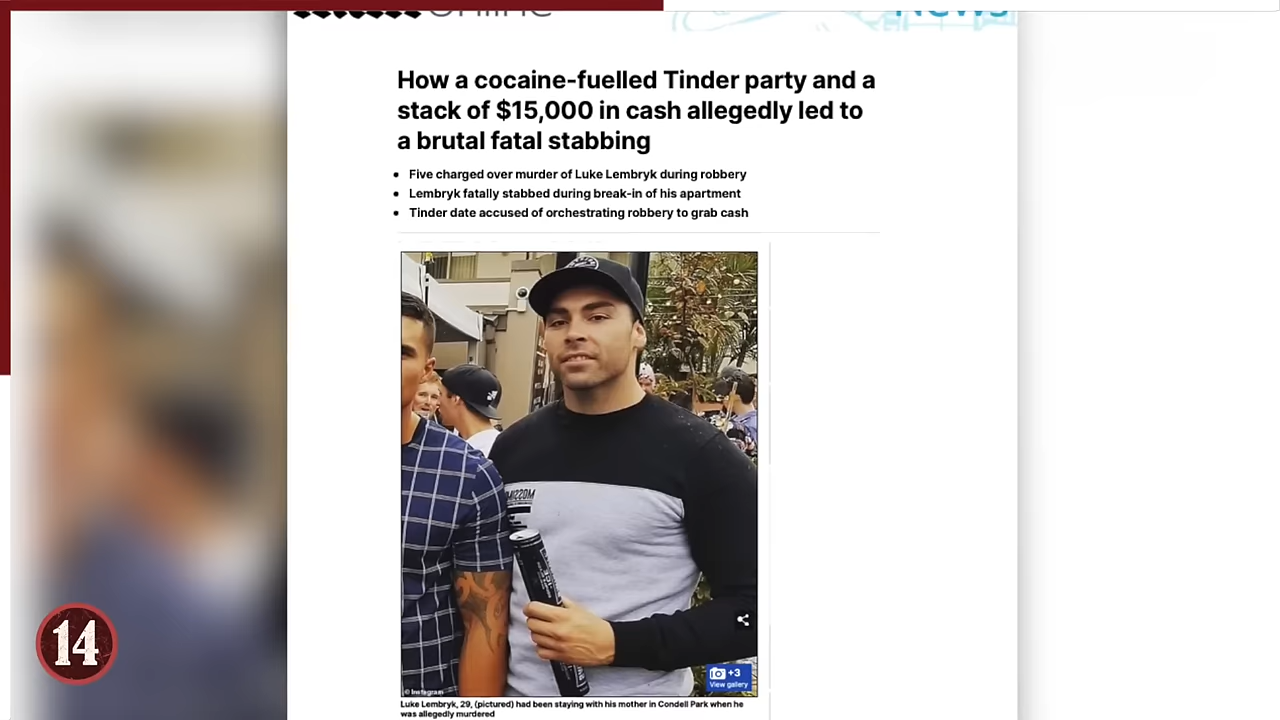 News
How a cocaine-fuelled Tinder party and a
stack of $15,000 in cash allegedly led to
a brutal fatal stabbing
Five charged over murder of Luke Lembryk during robbery
Lembryk fatally stabbed during break-in of his apartment
Tinder date accused of orchestrating robbery to grab cash
+3
View gallery
© Instagram
Luke Lembryk, 29, (pictured) had been staying with his mother in Condell Park when he
was allegedly murdered
14